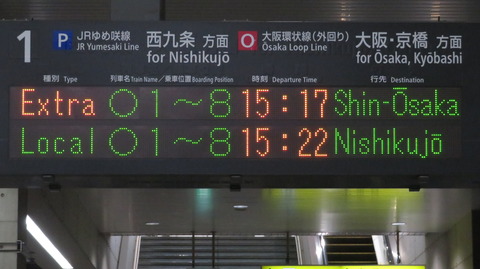 1 P JRゆめ咲線 JR Yumesaki Line 西九条 方面 for Nishikujō O 大阪環状線(外回り) Ōsaka Loop Line 大阪・京橋 方面 for Ōsaka, Kyōbashi
種別 Type 列車名 Train Name /乗車位置 Boarding Position 時刻 Departure Time 行先 Destination
Extra ○1~8 15:17 Shin-Ōsaka
Local ○1~8 15:22 Nishikujō